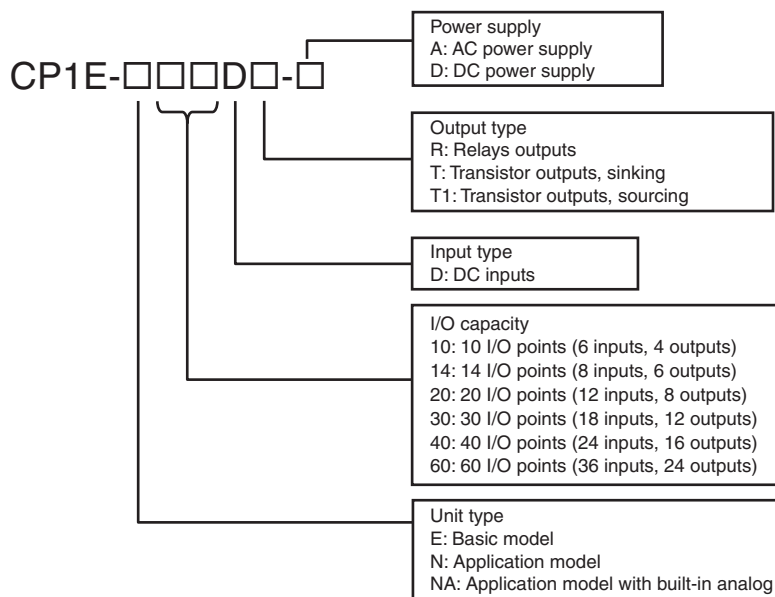 CP1E-□□□D□-□
Power supply
A: AC power supply
D: DC power supply
Output type
R: Relays outputs
T: Transistor outputs, sinking
T1: Transistor outputs, sourcing
Input type
D: DC inputs
I/O capacity
10: 10 I/O points (6 inputs, 4 outputs)
14: 14 I/O points (8 inputs, 6 outputs)
20: 20 I/O points (12 inputs, 8 outputs)
30: 30 I/O points (18 inputs, 12 outputs)
40: 40 I/O points (24 inputs, 16 outputs)
60: 60 I/O points (36 inputs, 24 outputs)
Unit type
E: Basic model
N: Application model
NA: Application model with built-in analog